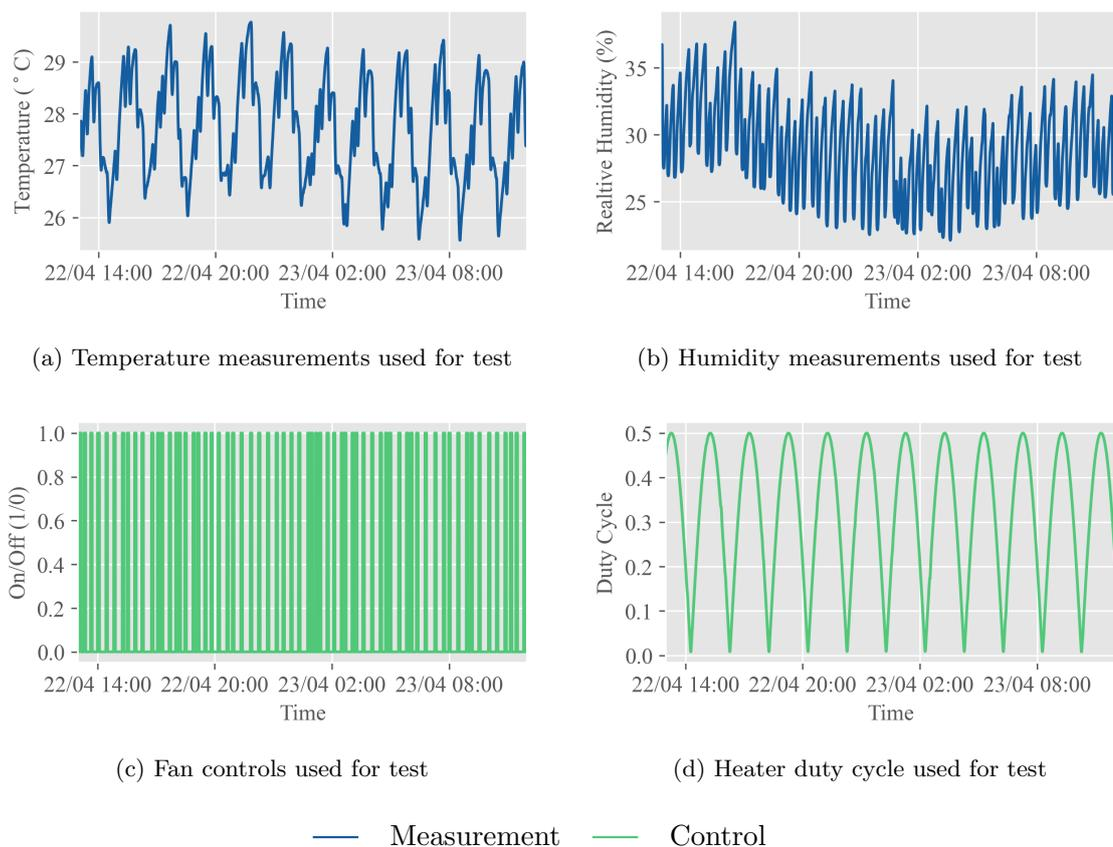 Temperature (°C)
29
28
27
26
22/04 14:00 22/04 20:00 23/04 02:00 23/04 08:00
Time
(a) Temperature measurements used for test
Realtive Humidity (%)
35
30
25
22/04 14:00 22/04 20:00 23/04 02:00 23/04 08:00
Time
(b) Humidity measurements used for test
On/Off (1/0)
1.0
0.8
0.6
0.4
0.2
0.0
22/04 14:00 22/04 20:00 23/04 02:00 23/04 08:00
Time
(c) Fan controls used for test
Duty Cycle
0.5
0.4
0.3
0.2
0.1
0.0
22/04 14:00 22/04 20:00 23/04 02:00 23/04 08:00
Time
(d) Heater duty cycle used for test
Measurement Control